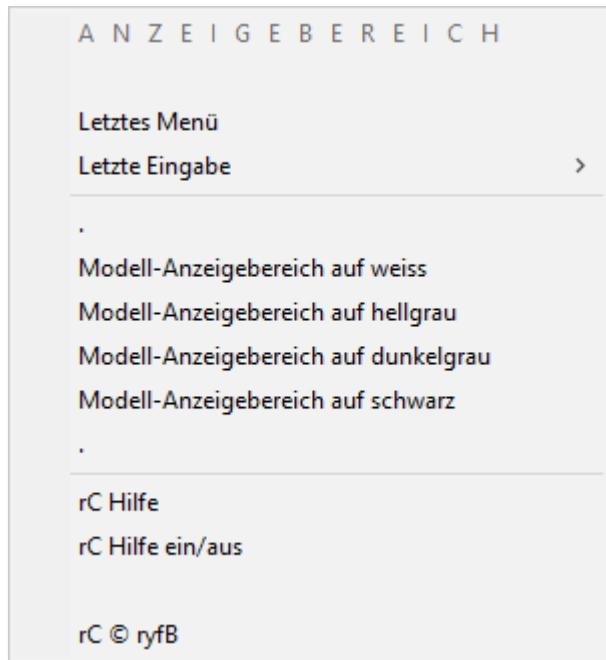 A N Z E I G E B E R E I C H
Letztes Menü
Letzte Eingabe >
.
Modell-Anzeigebereich auf weiss
Modell-Anzeigebereich auf hellgrau
Modell-Anzeigebereich auf dunkelgrau
Modell-Anzeigebereich auf schwarz
.
rC Hilfe
rC Hilfe ein/aus
rC © ryfB